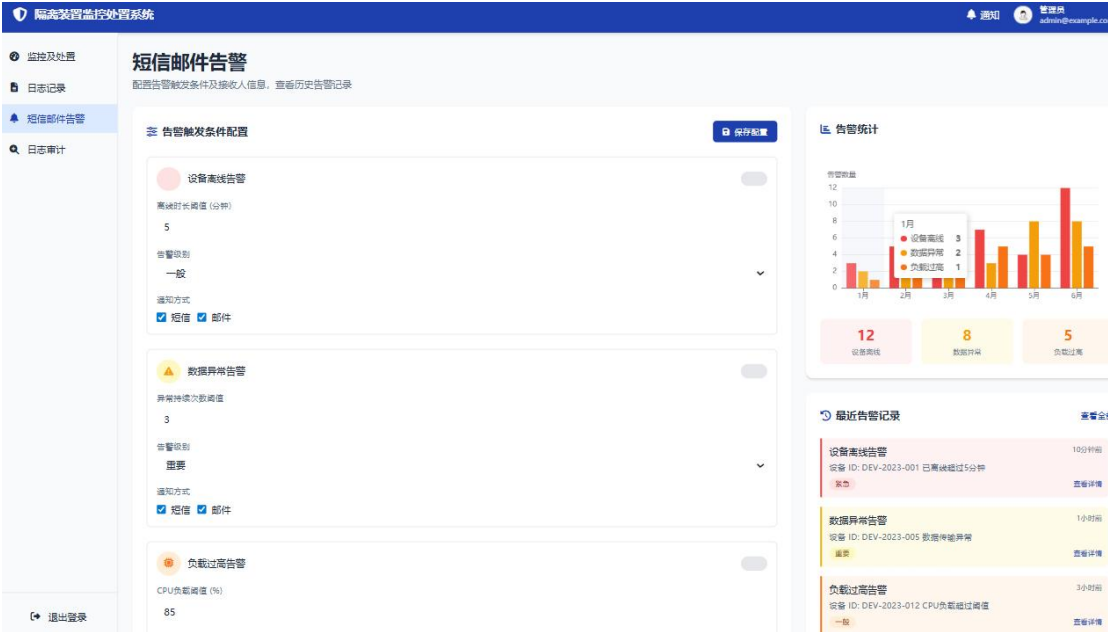 隔离装置监控处置系统
通知
管理员
admin@example.co
监控及处置
日志记录
短信邮件告警
日志审计
退出登录
短信邮件告警
配置告警触发条件及接收人信息，查看历史告警记录
告警触发条件配置
保存配置
设备离线告警
离线时长阈值 (分钟)
5
告警级别
一般
通知方式
短信 邮件
数据异常告警
异常持续次数阈值
3
告警级别
重要
通知方式
短信 邮件
负载过高告警
CPU负载阈值 (%)
85
告警统计
告警数量
12
10
8
6
4
2
0
1月
设备离线 3
数据异常 2
负载过高 1
1月 2月 3月 4月 5月 6月
12 8 5
设备离线 数据异常 负载过高
最近告警记录
查看全
设备离线告警 10分钟前
设备 ID: DEV-2023-001 已离线超过5分钟
紧急 查看详情
数据异常告警 1小时前
设备 ID: DEV-2023-005 数据传输异常
重要 查看详情
负载过高告警 3小时前
设备 ID: DEV-2023-012 CPU负载超过阈值
一般 查看详情